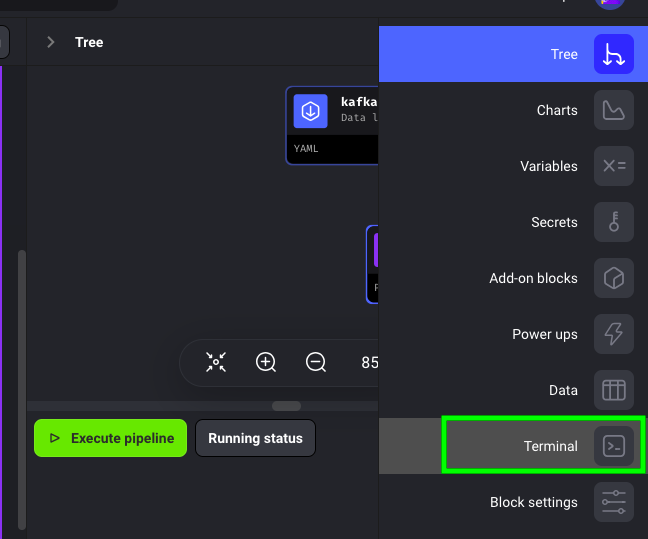 Tree
kafka
Data l
YAML
85
Execute pipeline
Running status
Tree
Charts
Variables
Secrets
Add-on blocks
Power ups
Data
Terminal
Block settings